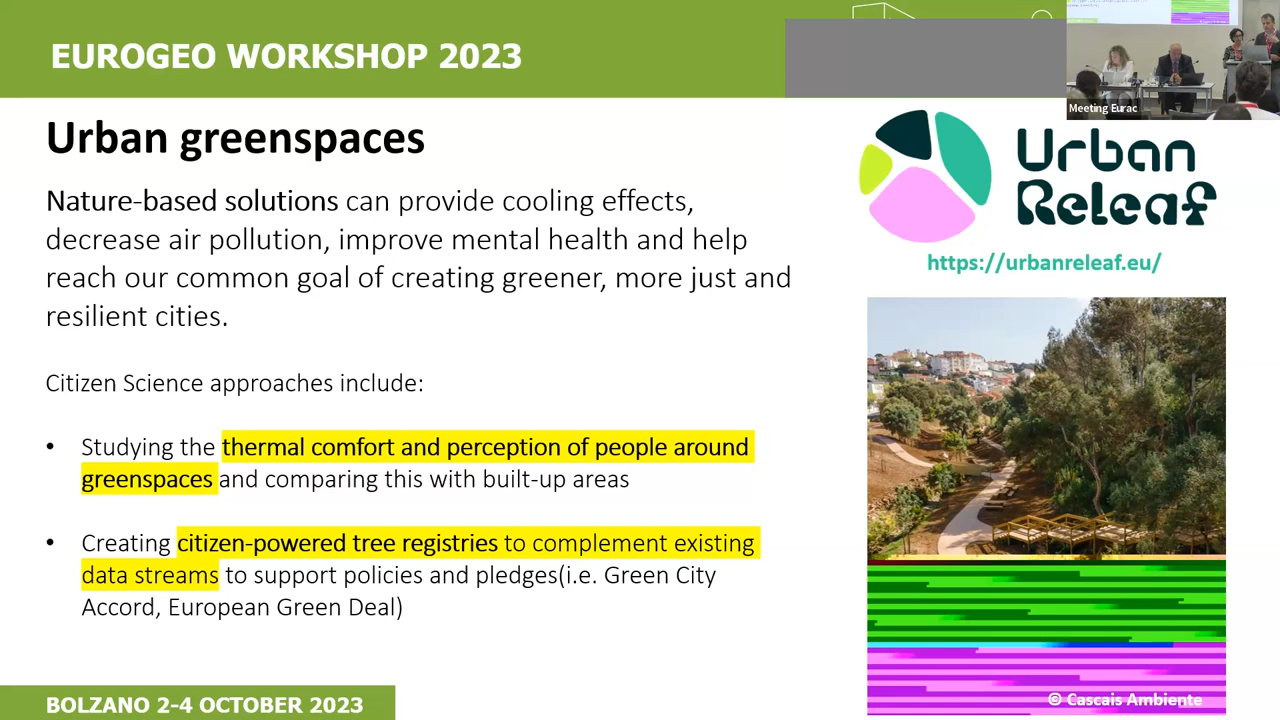 EUROGEO WORKSHOP 2023
Meeting Eurac
Urban greenspaces
Nature-based solutions can provide cooling effects,
decrease air pollution, improve mental health and help
reach our common goal of creating greener, more just and
resilient cities.
Citizen Science approaches include:
• Studying the thermal comfort and perception of people around
greenspaces and comparing this with built-up areas
• Creating citizen-powered tree registries to complement existing
data streams to support policies and pledges(i.e. Green City
Accord, European Green Deal)
Urban
Releaf
https://urbanreleaf.eu/
© Cascais Ambiente
BOLZANO 2-4 OCTOBER 2023